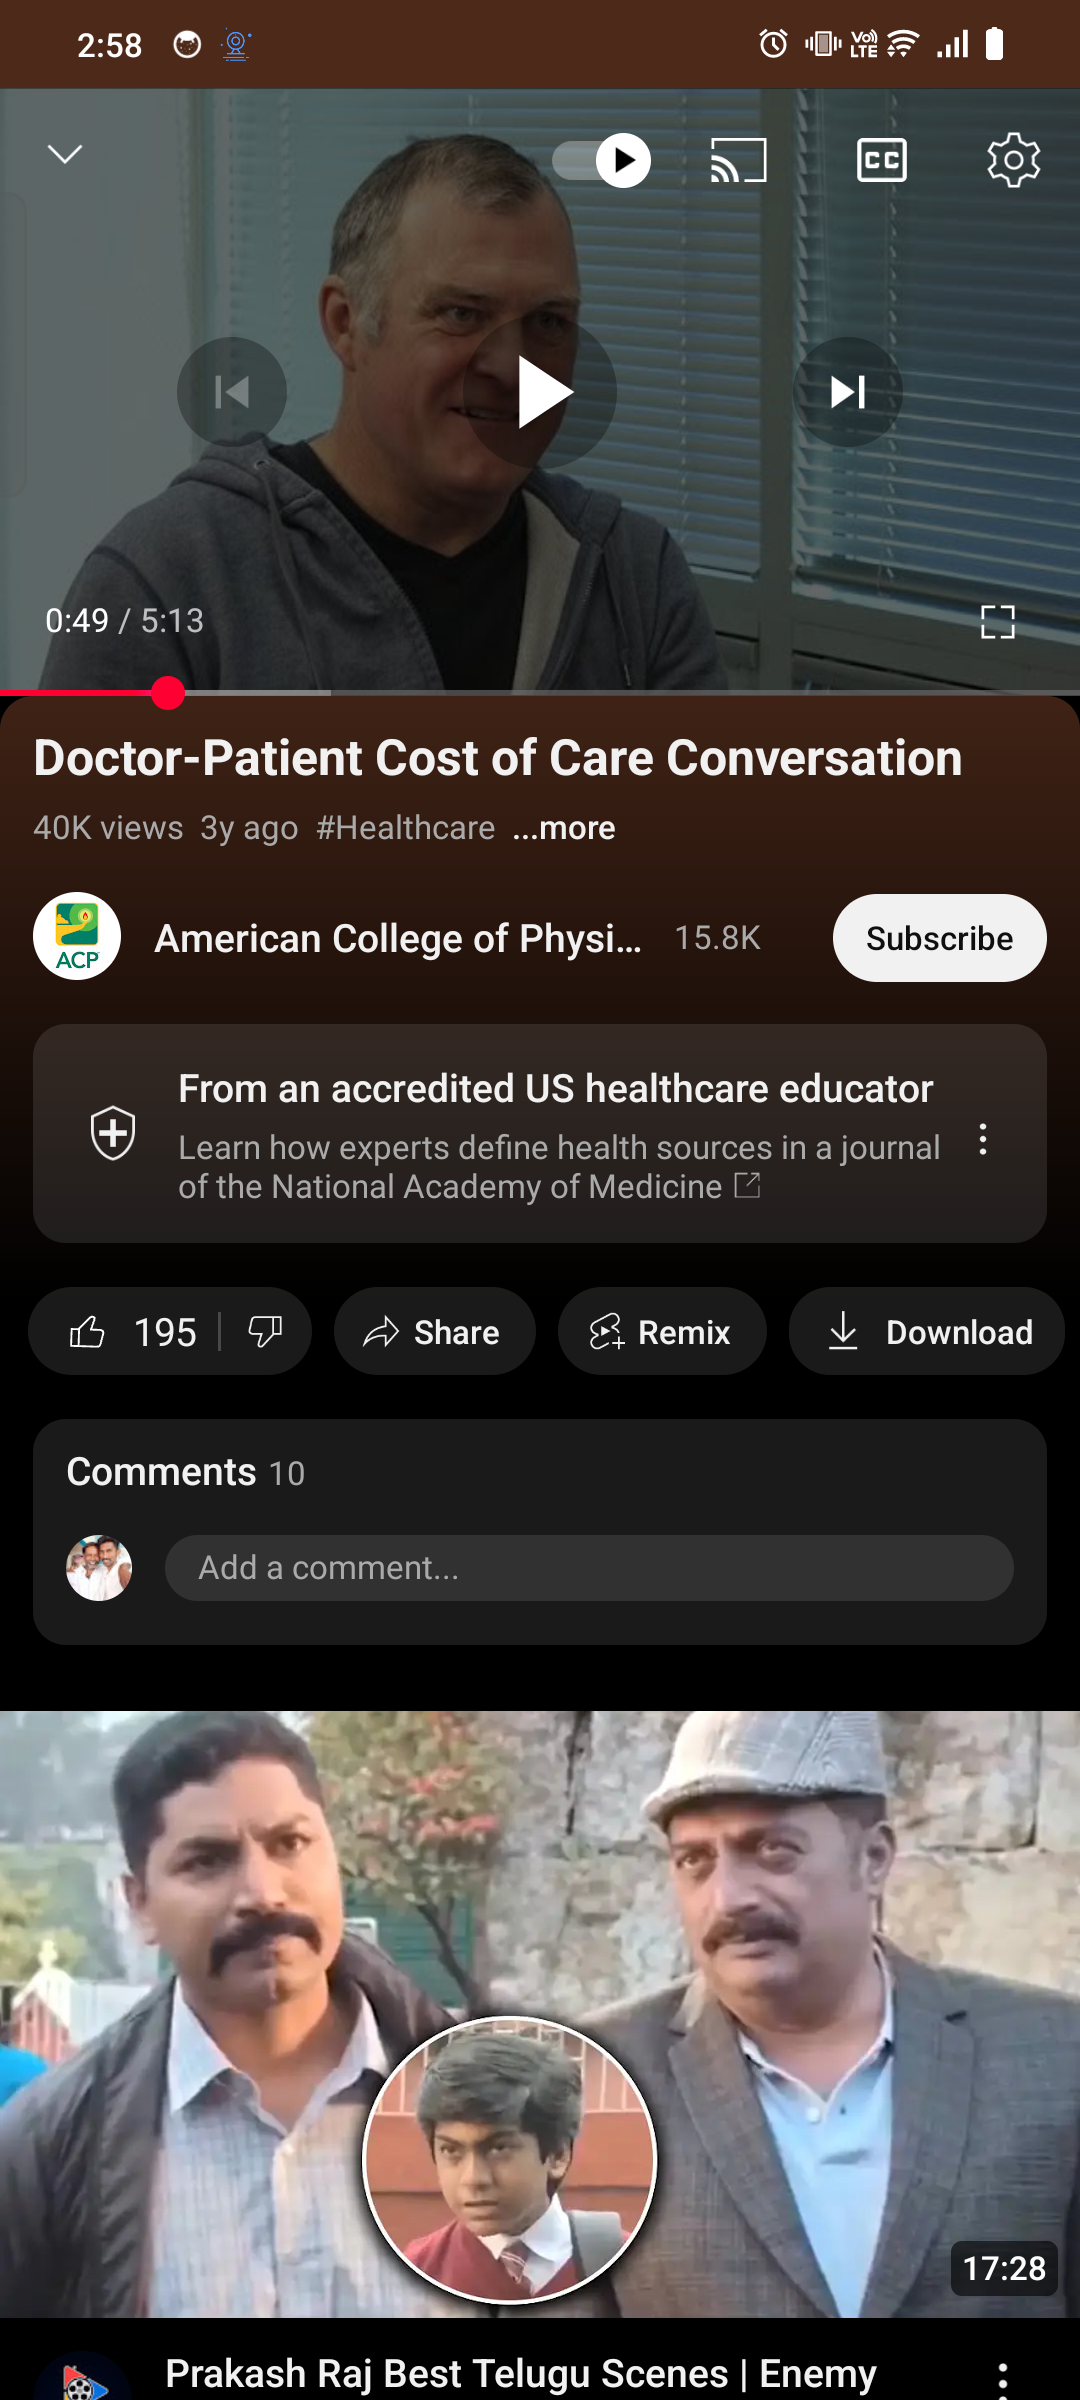 2:58
Vo)) LTE
CC
0:49 / 5:13
Doctor-Patient Cost of Care Conversation
40K views 3y ago #Healthcare ...more
ACP
American College of Physi... 15.8K
Subscribe
From an accredited US healthcare educator
Learn how experts define health sources in a journal
of the National Academy of Medicine
195 Share Remix Download
Comments 10
Add a comment...
17:28
Prakash Raj Best Telugu Scenes | Enemy